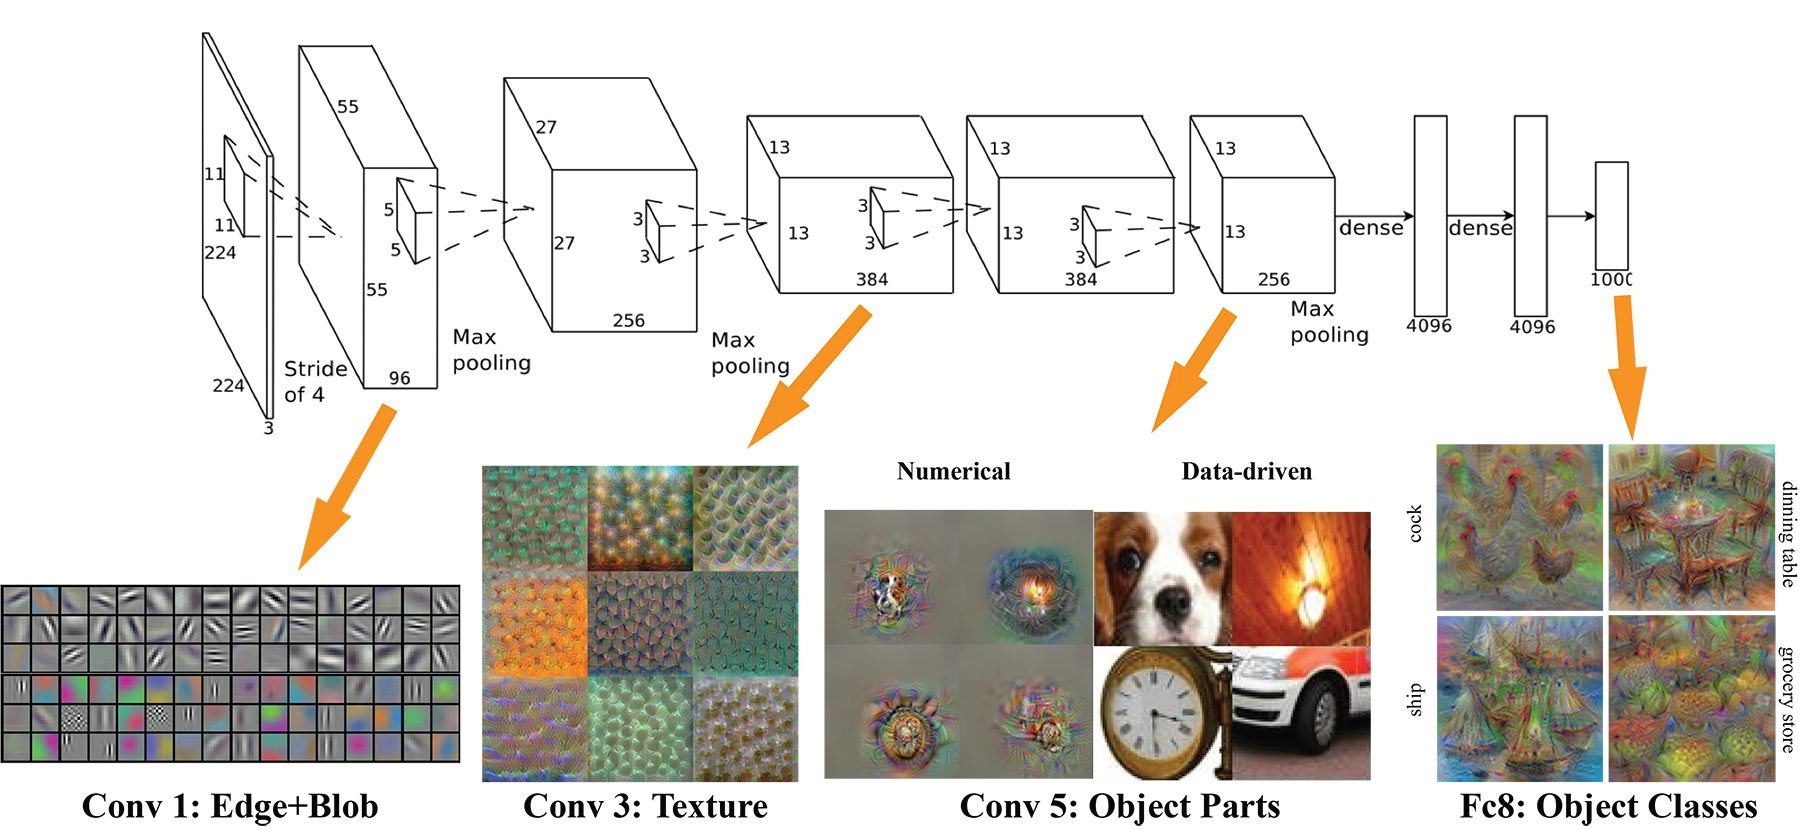 55
27
13
13
13
11
11
224
5
5
55
27
3
3
13
3
3
13
3
3
13
dense
dense
384
384
256
1000
256
96
224
3
Stride
of 4
Max
pooling
Max
pooling
Max
pooling
4096
4096
Numerical
Data-driven
cock
dinning table
ship
grocery store
Conv 1: Edge+Blob
Conv 3: Texture
Conv 5: Object Parts
Fc8: Object Classes